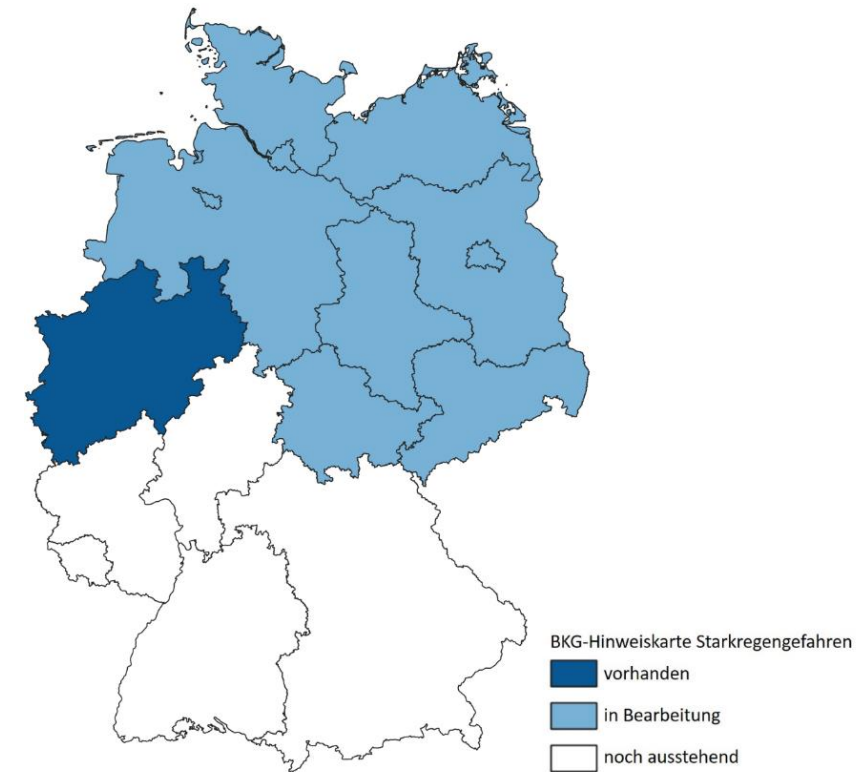 BKG-Hinweiskarte Starkregengefahren
vorhanden
in Bearbeitung
noch ausstehend